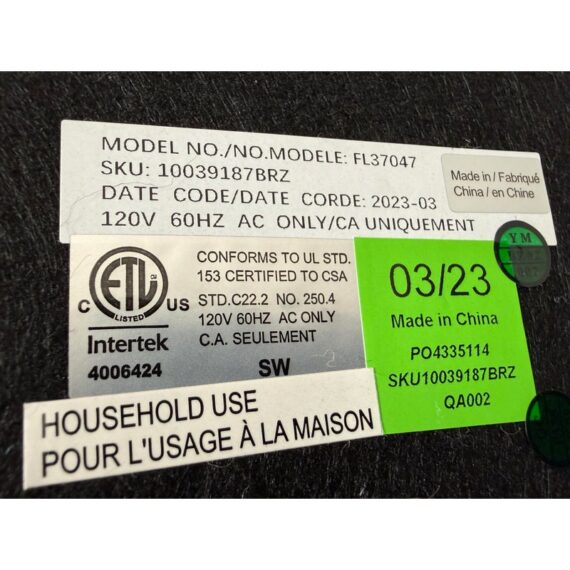 MODEL NO./NO.MODELE: FL37047
SKU: 10039187BRZ
DATE CODE/DATE CORDE: 2023-03
120V 60HZ AC ONLY/CA UNIQUEMENT
Made in / Fabriqué
China / en Chine
YM
C ETL US
LISTED
Intertek
4006424
CONFORMS TO UL STD.
153 CERTIFIED TO CSA
STD.C22.2 NO. 250.4
120V 60HZ AC ONLY
C.A. SEULEMENT
SW
03/23
Made in China
PO4335114
SKU10039187BRZ
QA002
HOUSEHOLD USE
POUR L'USAGE À LA MAISON